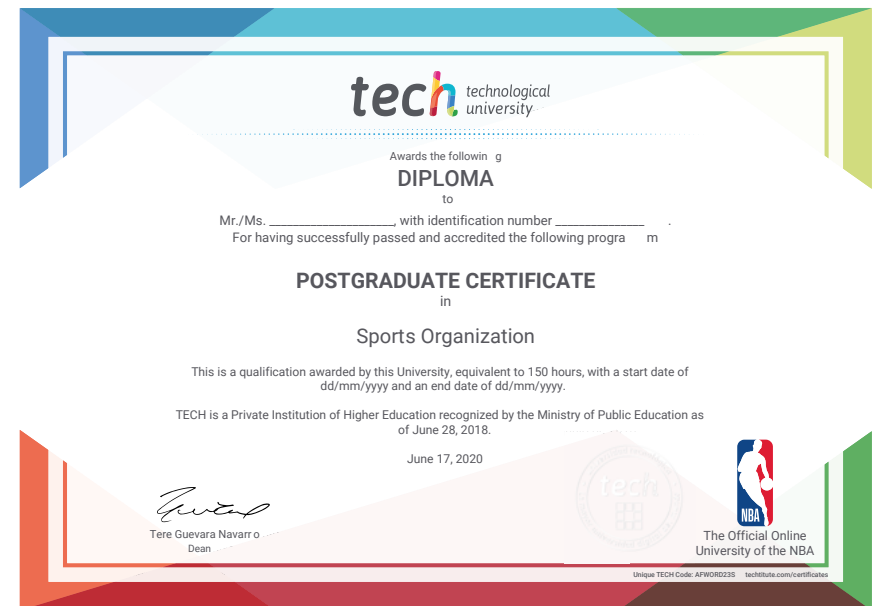 tech technological
university
Awards the followin g
DIPLOMA
to
Mr./Ms. _________________, with identification number _____________ .
For having successfully passed and accredited the following progra m
POSTGRADUATE CERTIFICATE
in
Sports Organization
This is a qualification awarded by this University, equivalent to 150 hours, with a start date of
dd/mm/yyyy and an end date of dd/mm/yyyy.
TECH is a Private Institution of Higher Education recognized by the Ministry of Public Education as
of June 28, 2018.
June 17, 2020
tech
Tere Guevara Navarr o
Dean
NBA
The Official Online
University of the NBA
Unique TECH Code: AFWORD23S techtitute.com/certificates